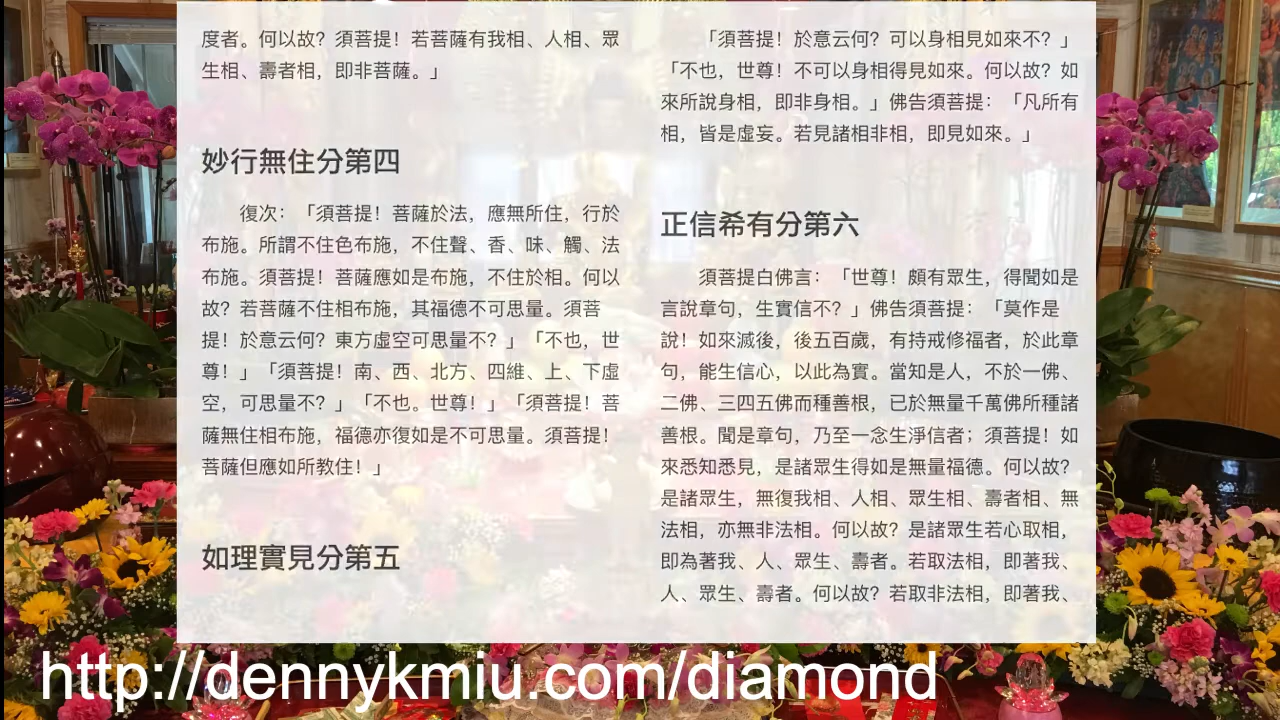 度者。何以故？須菩提！若菩薩有我相、人相、眾
生相、壽者相，即非菩薩。」
妙行無住分第四
復次：「須菩提！菩薩於法，應無所住，行於
布施。所謂不住色布施，不住聲、香、味、觸、法
布施。須菩提！菩薩應如是布施，不住於相。何以
故？若菩薩不住相布施，其福德不可思量。須菩
提！於意云何？東方虛空可思量不？」「不也，世
尊！」「須菩提！南、西、北方、四維、上、下虛
空，可思量不？」「不也。世尊！」「須菩提！菩
薩無住相布施，福德亦復如是不可思量。須菩提！
菩薩但應如所教住！」
如理實見分第五
「須菩提！於意云何？可以身相見如來不？」
「不也，世尊！不可以身相得見如來。何以故？如
來所說身相，即非身相。」佛告須菩提：「凡所有
相，皆是虛妄。若見諸相非相，即見如來。」
正信希有分第六
須菩提白佛言：「世尊！頗有眾生，得聞如是
言說章句，生實信不？」佛告須菩提：「莫作是
說！如來滅後，後五百歲，有持戒修福者，於此章
句，能生信心，以此為實。當知是人，不於一佛、
二佛、三四五佛而種善根，已於無量千萬佛所種諸
善根。聞是章句，乃至一念生淨信者；須菩提！如
來悉知悉見，是諸眾生得如是無量福德。何以故？
是諸眾生，無復我相、人相、眾生相、壽者相、無
法相，亦無非法相。何以故？是諸眾生若心取相，
即為著我、人、眾生、壽者。若取法相，即著我、
人、眾生、壽者。何以故？若取非法相，即著我、
http://dennykmiu.com/diamond